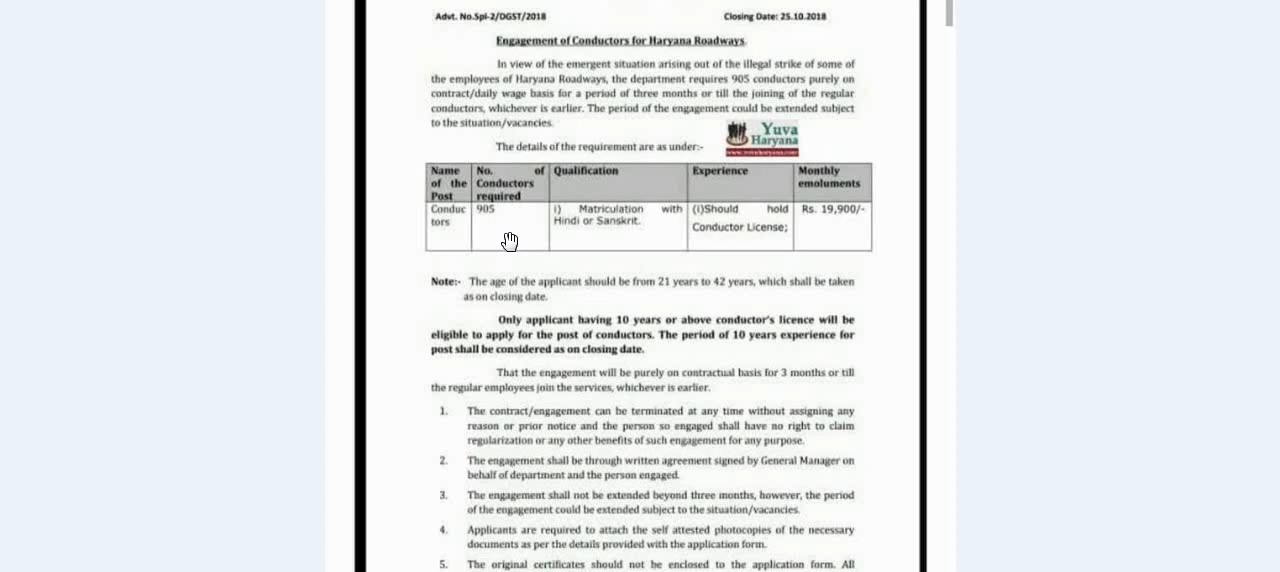 Advt. No.Spl-2/DGST/2018 Closing Date: 25.10.2018
Engagement of Conductors for Haryana Roadways.
In view of the emergent situation arising out of the illegal strike of some of
the employees of Haryana Roadways, the department requires 905 conductors purely on
contract/daily wage basis for a period of three months or till the joining of the regular
conductors, whichever is earlier. The period of the engagement could be extended subject
to the situation/vacancies.
Yuva
Haryana
www.yuvaharyana.com
The details of the requirement are as under:-
Name No. of Qualification Experience Monthly
of the Conductors emoluments
Post required
Conduc 905 i) Matriculation with (i)Should hold Rs. 19,900/-
tors Hindi or Sanskrit. Conductor License;
Note:- The age of the applicant should be from 21 years to 42 years, which shall be taken
as on closing date.
Only applicant having 10 years or above conductor's licence will be
eligible to apply for the post of conductors. The period of 10 years experience for
post shall be considered as on closing date.
That the engagement will be purely on contractual basis for 3 months or till
the regular employees join the services, whichever is earlier.
1. The contract/engagement can be terminated at any time without assigning any
reason or prior notice and the person so engaged shall have no right to claim
regularization or any other benefits of such engagement for any purpose.
2. The engagement shall be through written agreement signed by General Manager on
behalf of department and the person engaged.
3. The engagement shall not be extended beyond three months, however, the period
of the engagement could be extended subject to the situation/vacancies.
4. Applicants are required to attach the self attested photocopies of the necessary
documents as per the details provided with the application form.
5. The original certificates should not be enclosed to the application form. All